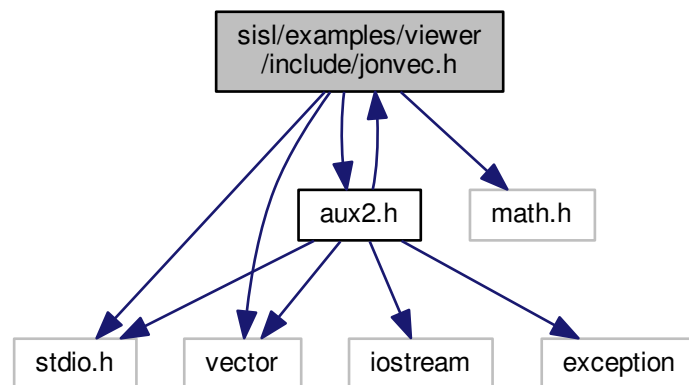 sisl/examples/viewer
/include/jonvec.h
aux2.h
math.h
stdio.h
vector
iostream
exception